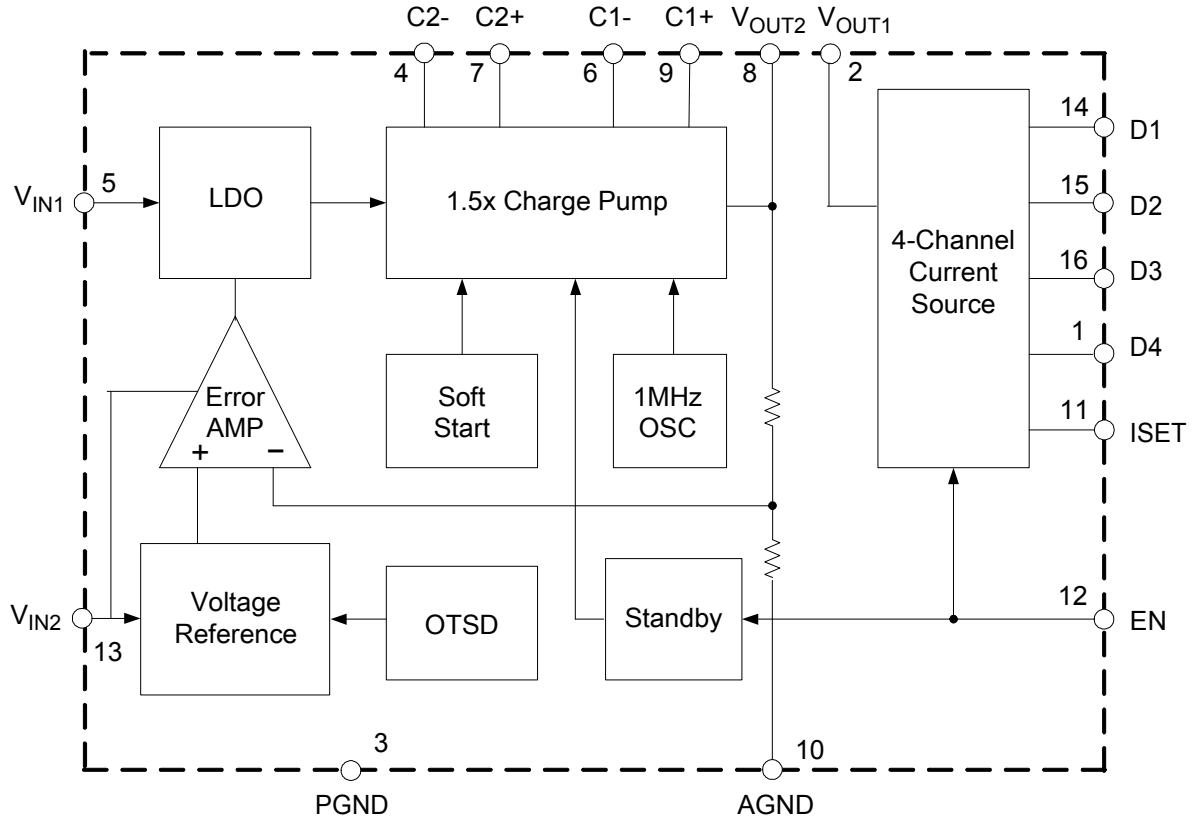 C2- C2+ C1- C1+ VOUT2 VOUT1
4 7 6 9 8 2
14 D1
VIN1 5
LDO
1.5x Charge Pump
15 D2
4-Channel
Current
Source
16 D3
1 D4
11 ISET
Error
AMP
+ −
Soft
Start
1MHz
OSC
VIN2
13
Voltage
Reference
OTSD
Standby
12 EN
3
PGND
10
AGND